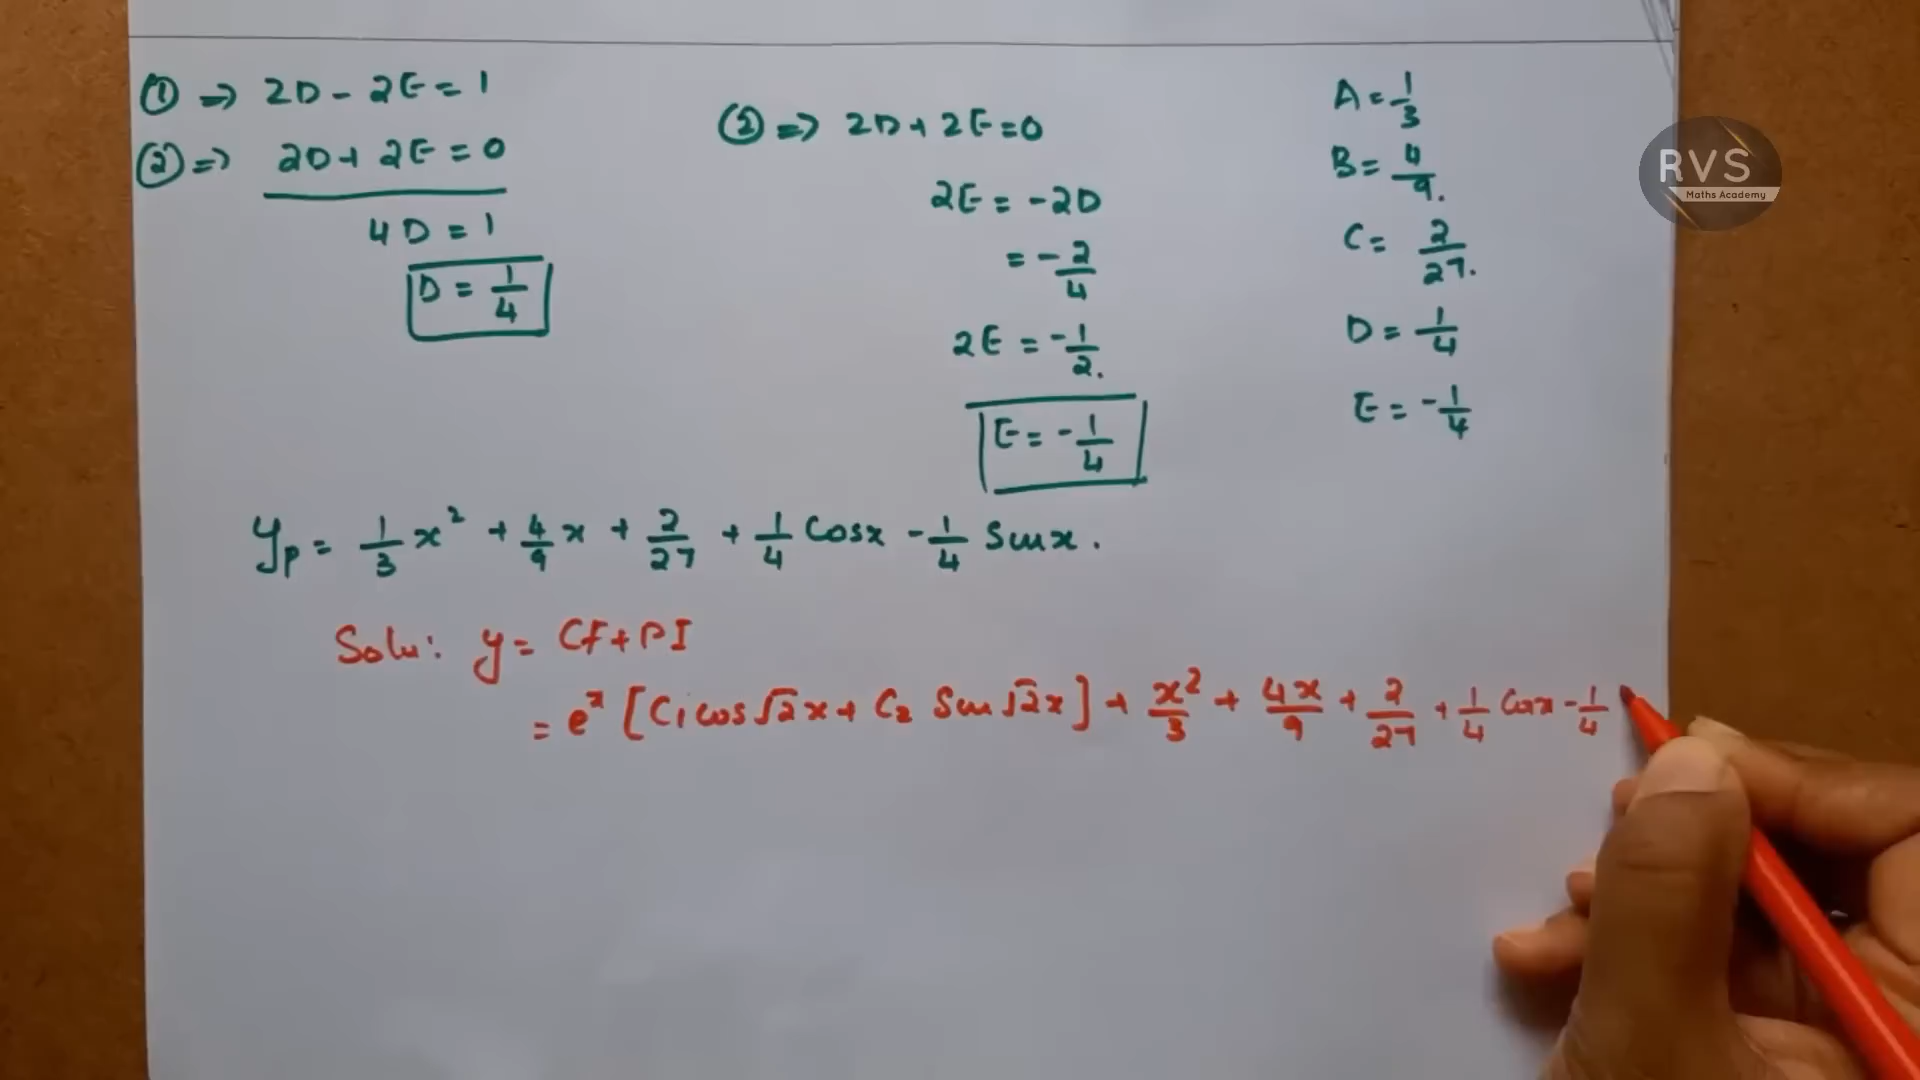 ① ⇒ 2D - 2E = 1
② ⇒ 2D + 2E = 0
4D = 1
D = 1/4
② ⇒ 2D + 2E = 0
2E = -2D
= -2/4
2E = -1/2.
E = -1/4
A = 1/3
B = 4/9.
C = 2/27.
D = 1/4
E = -1/4
RVS
Maths Academy
yp = 1/3 x² + 4/9 x + 2/27 + 1/4 Cosx - 1/4 Sinx.
Solu: y = CF + PI
= eˣ [C₁ cos√2x + C₂ Sin√2x] + x²/3 + 4x/9 + 2/27 + 1/4 Cosx - 1/4